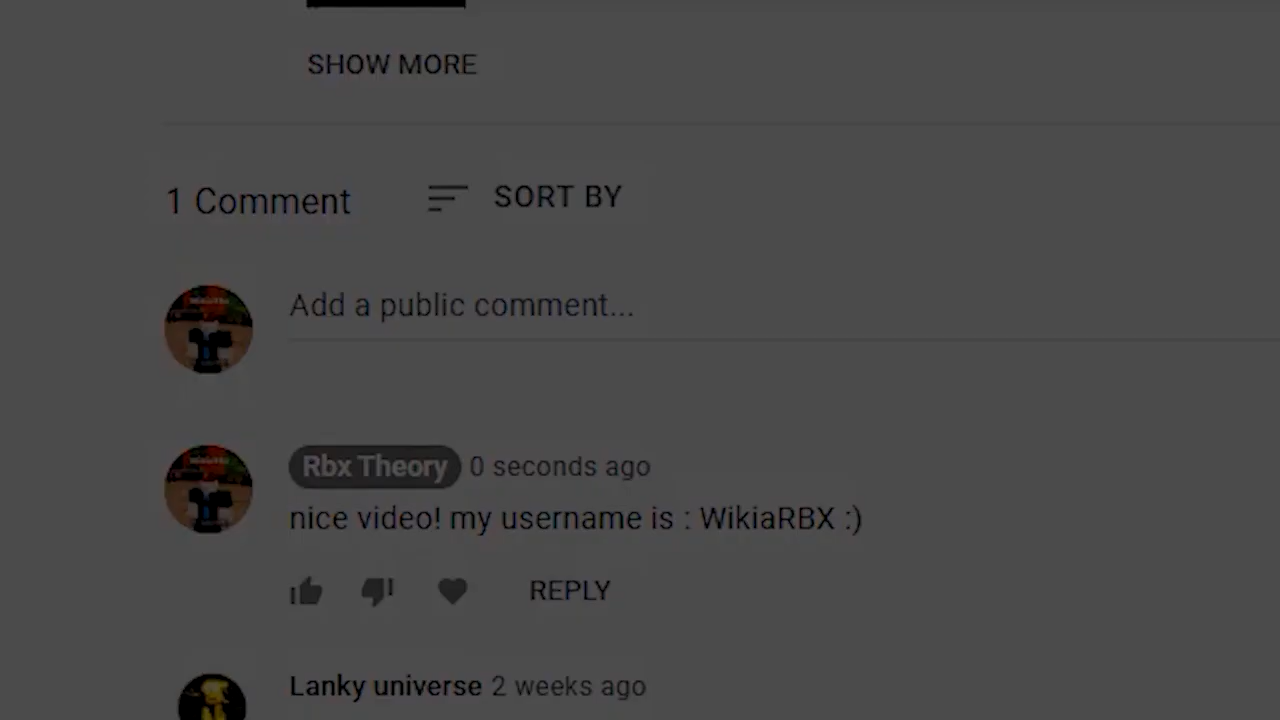 SHOW MORE
1 Comment SORT BY
Add a public comment...
Rbx Theory 0 seconds ago
nice video! my username is : WikiaRBX :)
REPLY
Lanky universe 2 weeks ago